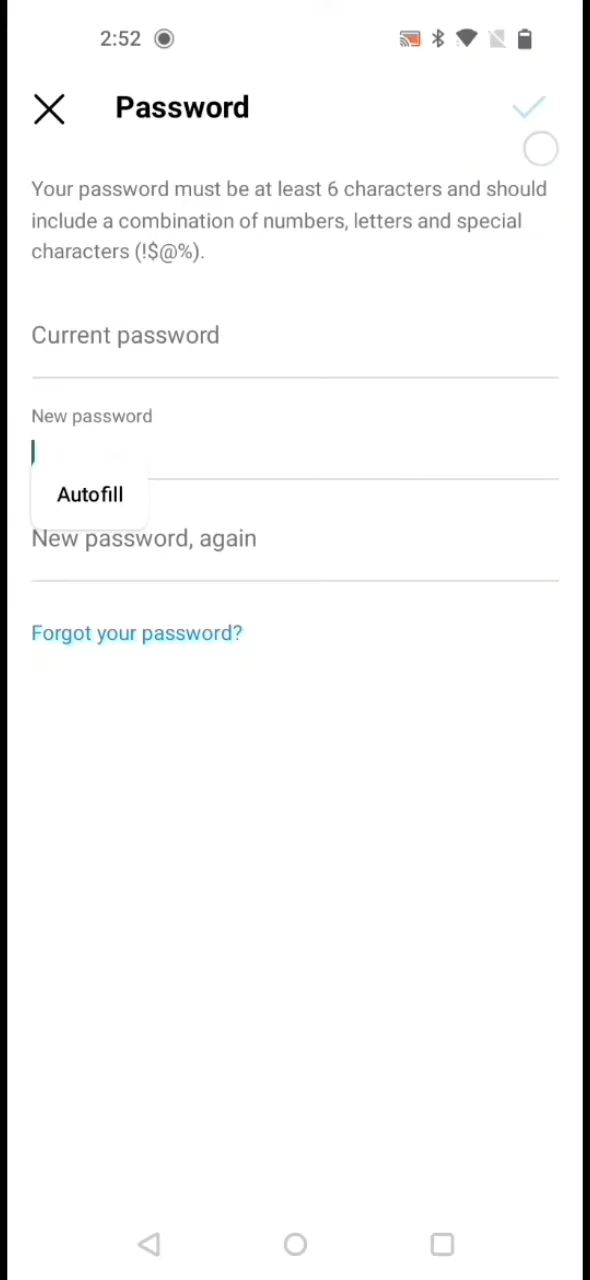 2:52
Password
Your password must be at least 6 characters and should
include a combination of numbers, letters and special
characters (!$@%).
Current password
New password
Autofill
New password, again
Forgot your password?